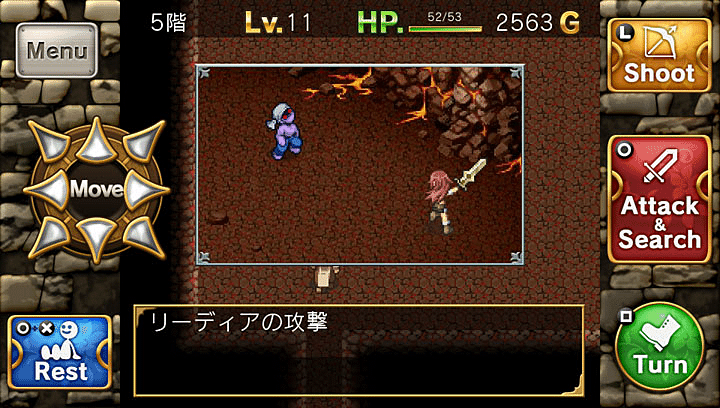 Menu
5階 Lv.11 HP. 52/53 2563 G
L
Shoot
Move
O
Attack
&
Search
リーディアの攻撃
O+X
Rest
Turn